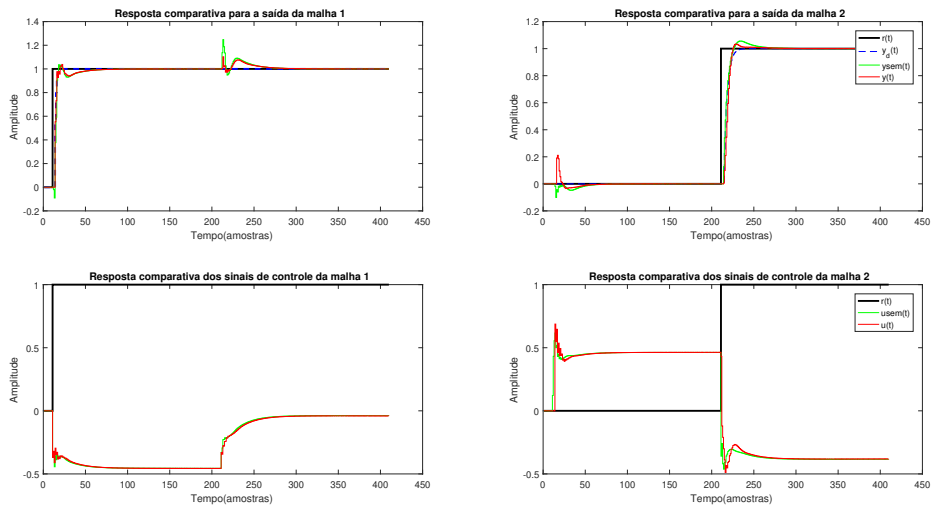 Resposta comparativa para a saída da malha 1
1.4
1.2
1
0.8
0.6
0.4
0.2
0
-0.2
Amplitude
0 50 100 150 200 250 300 350 400 450
Tempo(amostras)
Resposta comparativa para a saída da malha 2
1.2
1
0.8
0.6
0.4
0.2
0
-0.2
Amplitude
r(t)
y_d(t)
ysem(t)
y(t)
0 50 100 150 200 250 300 350 400 450
Tempo(amostras)
Resposta comparativa dos sinais de controle da malha 1
1
0.5
0
-0.5
Amplitude
0 50 100 150 200 250 300 350 400 450
Tempo(amostras)
Resposta comparativa dos sinais de controle da malha 2
1
0.5
0
-0.5
Amplitude
r(t)
usem(t)
u(t)
0 50 100 150 200 250 300 350 400 450
Tempo(amostras)